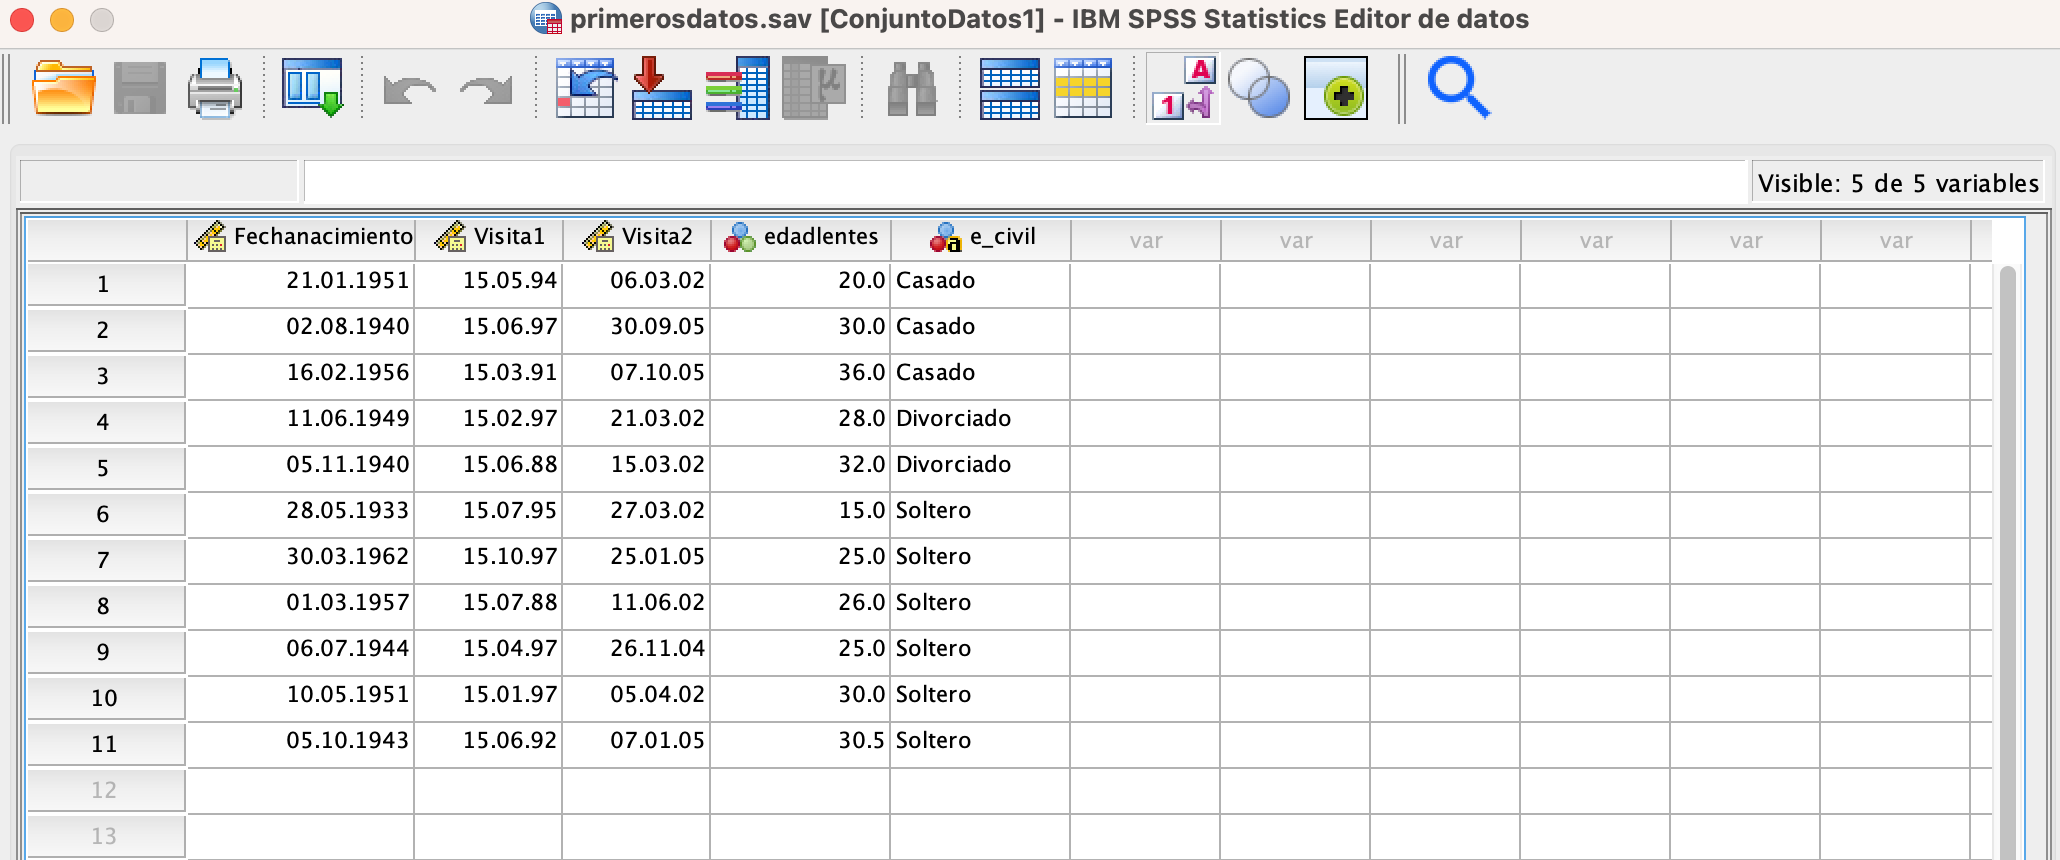 primerosdatos.sav [ConjuntoDatos1] - IBM SPSS Statistics Editor de datos
A
1
μ
Visible: 5 de 5 variables
Fechanacimiento Visita1 Visita2 edadlentes a e_civil var var var var var var
1 21.01.1951 15.05.94 06.03.02 20.0 Casado
2 02.08.1940 15.06.97 30.09.05 30.0 Casado
3 16.02.1956 15.03.91 07.10.05 36.0 Casado
4 11.06.1949 15.02.97 21.03.02 28.0 Divorciado
5 05.11.1940 15.06.88 15.03.02 32.0 Divorciado
6 28.05.1933 15.07.95 27.03.02 15.0 Soltero
7 30.03.1962 15.10.97 25.01.05 25.0 Soltero
8 01.03.1957 15.07.88 11.06.02 26.0 Soltero
9 06.07.1944 15.04.97 26.11.04 25.0 Soltero
10 10.05.1951 15.01.97 05.04.02 30.0 Soltero
11 05.10.1943 15.06.92 07.01.05 30.5 Soltero
12
13